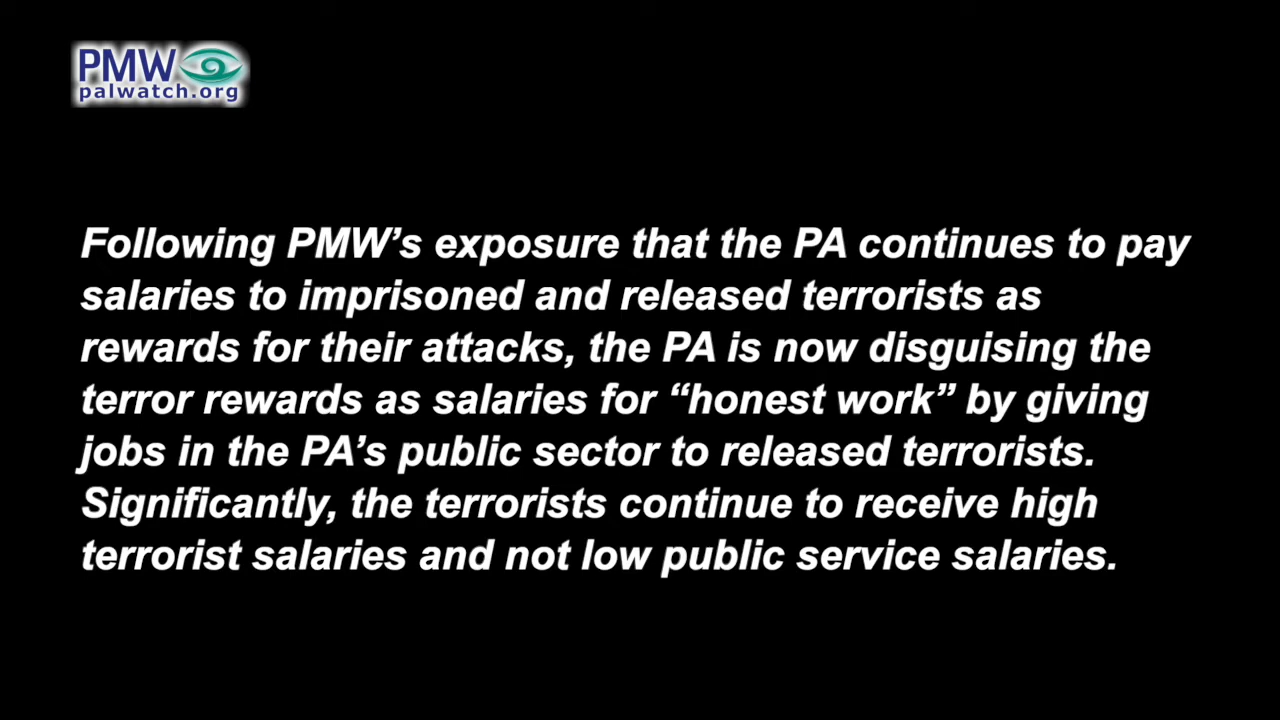 PMW
palwatch.org
Following PMW’s exposure that the PA continues to pay
salaries to imprisoned and released terrorists as
rewards for their attacks, the PA is now disguising the
terror rewards as salaries for “honest work” by giving
jobs in the PA’s public sector to released terrorists.
Significantly, the terrorists continue to receive high
terrorist salaries and not low public service salaries.